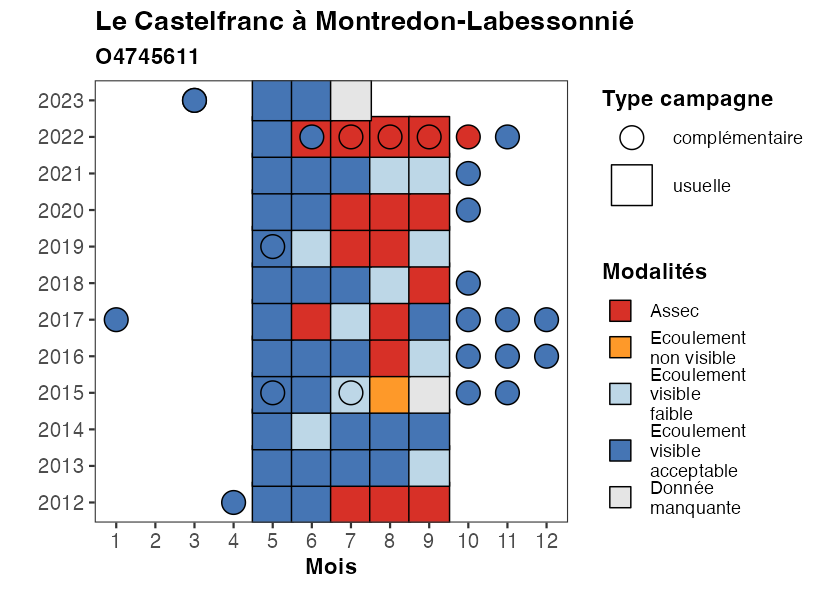 Le Castelfranc à Montredon-Labessonnié
O4745611
2023
2022
2021
2020
2019
2018
2017
2016
2015
2014
2013
2012
1 2 3 4 5 6 7 8 9 10 11 12
Mois
Type campagne
complémentaire
usuelle
Modalités
Assec
Ecoulement
non visible
Ecoulement
visible
faible
Ecoulement
visible
acceptable
Donnée
manquante